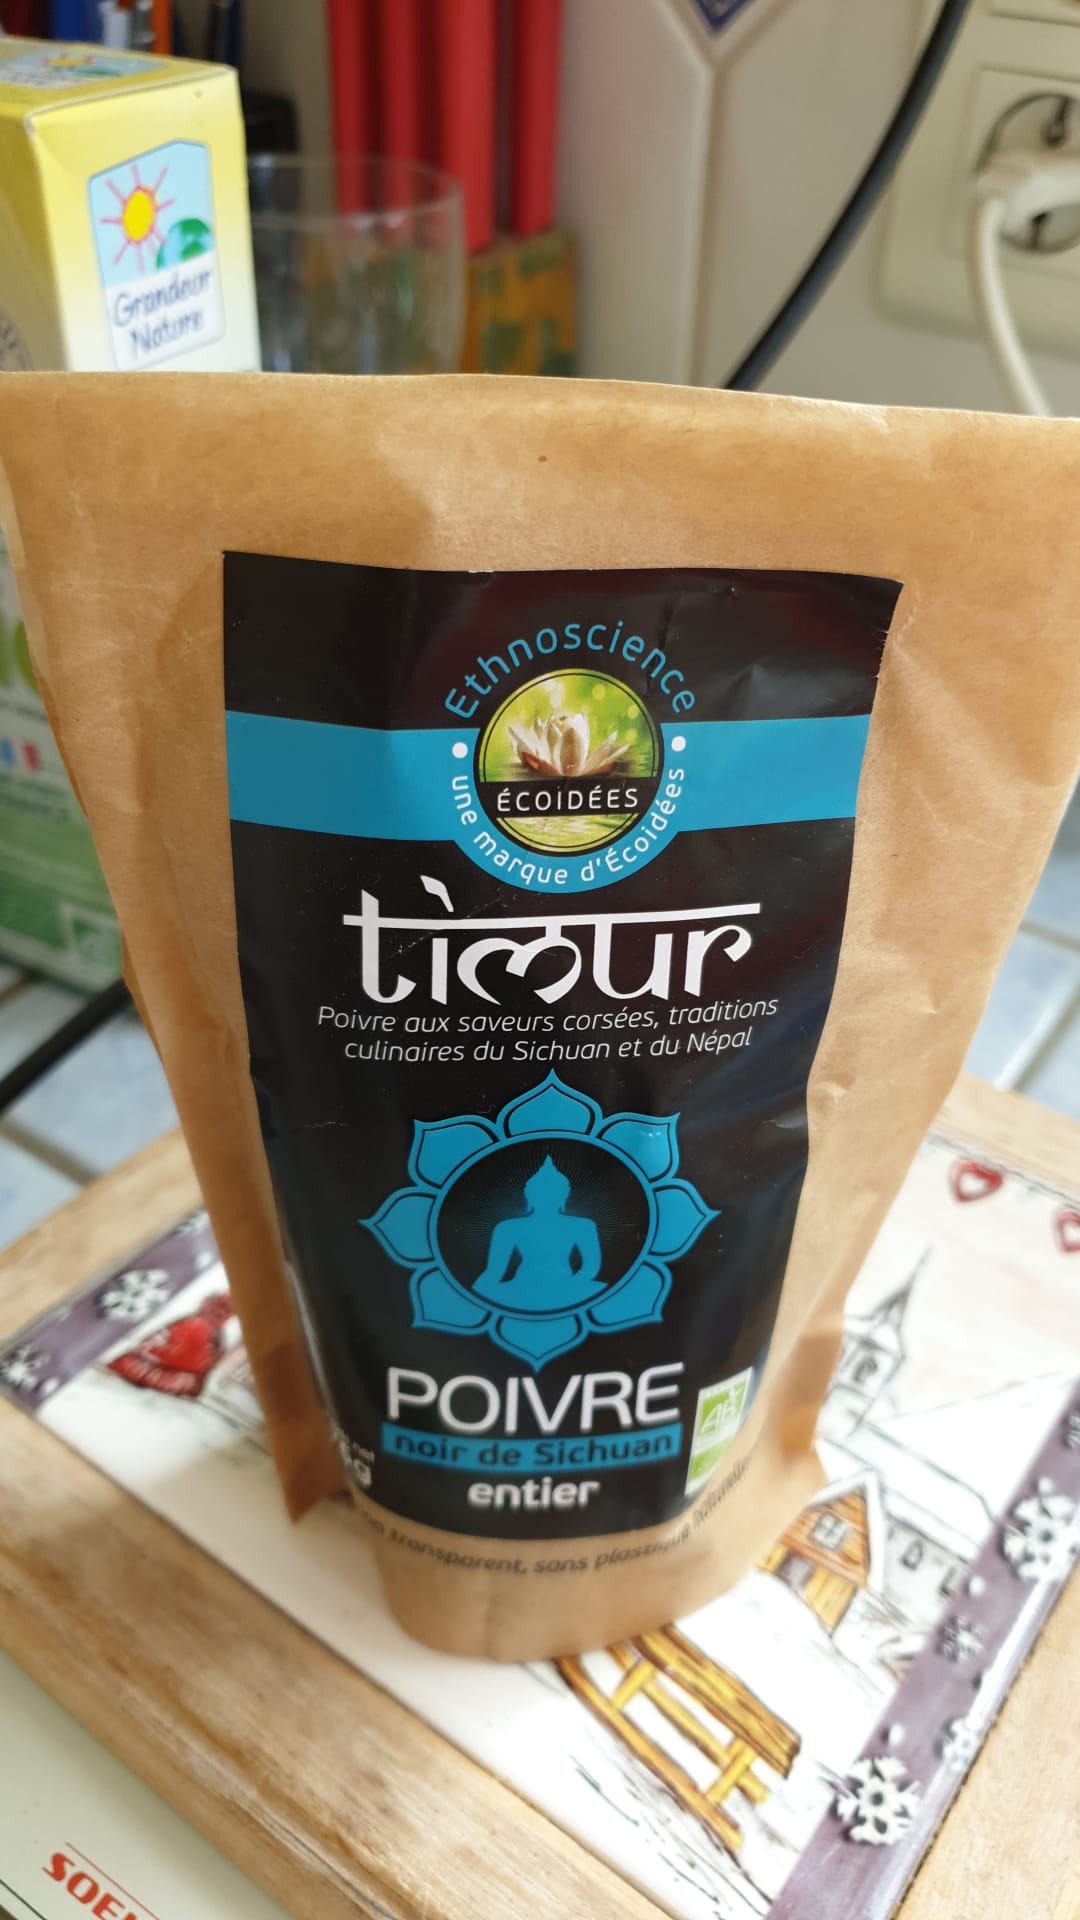 Grandeur
Nature
Ethnoscience
ÉCOIDÉES
une marque d'Écoidées
tìmur
Poivre aux saveurs corsées, traditions
culinaires du Sichuan et du Népal
POIVRE
noir de Sichuan
entier
net
AB
transparent, sans plastique